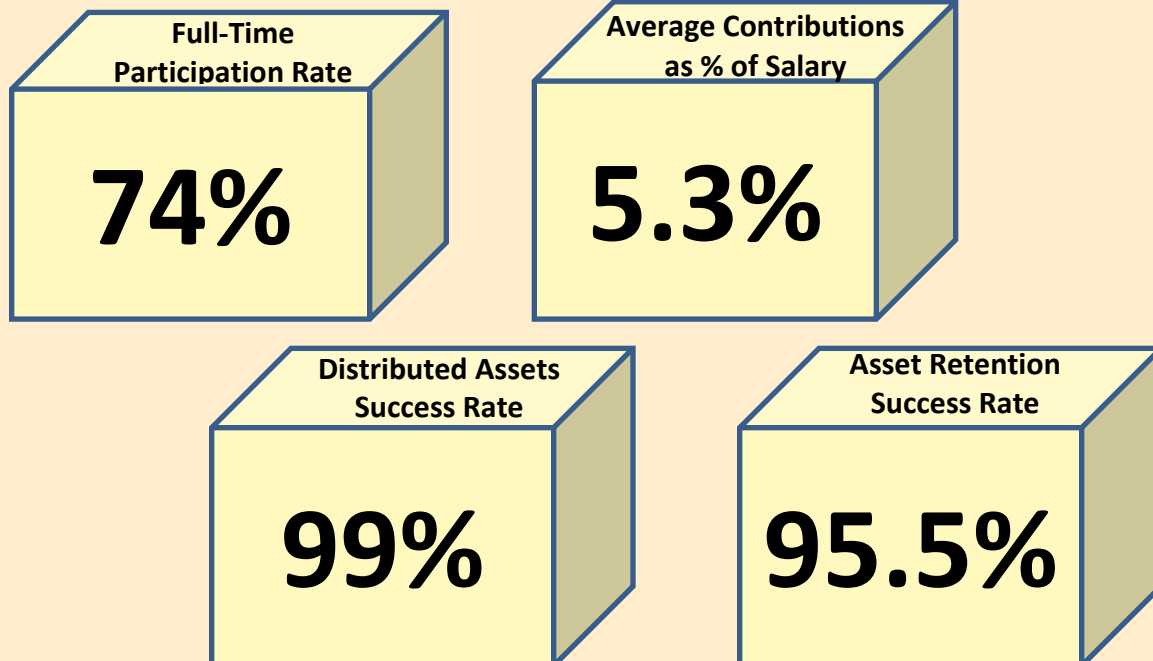 Full-Time
Participation Rate
74%
Average Contributions
as % of Salary
5.3%
Distributed Assets
Success Rate
99%
Asset Retention
Success Rate
95.5%